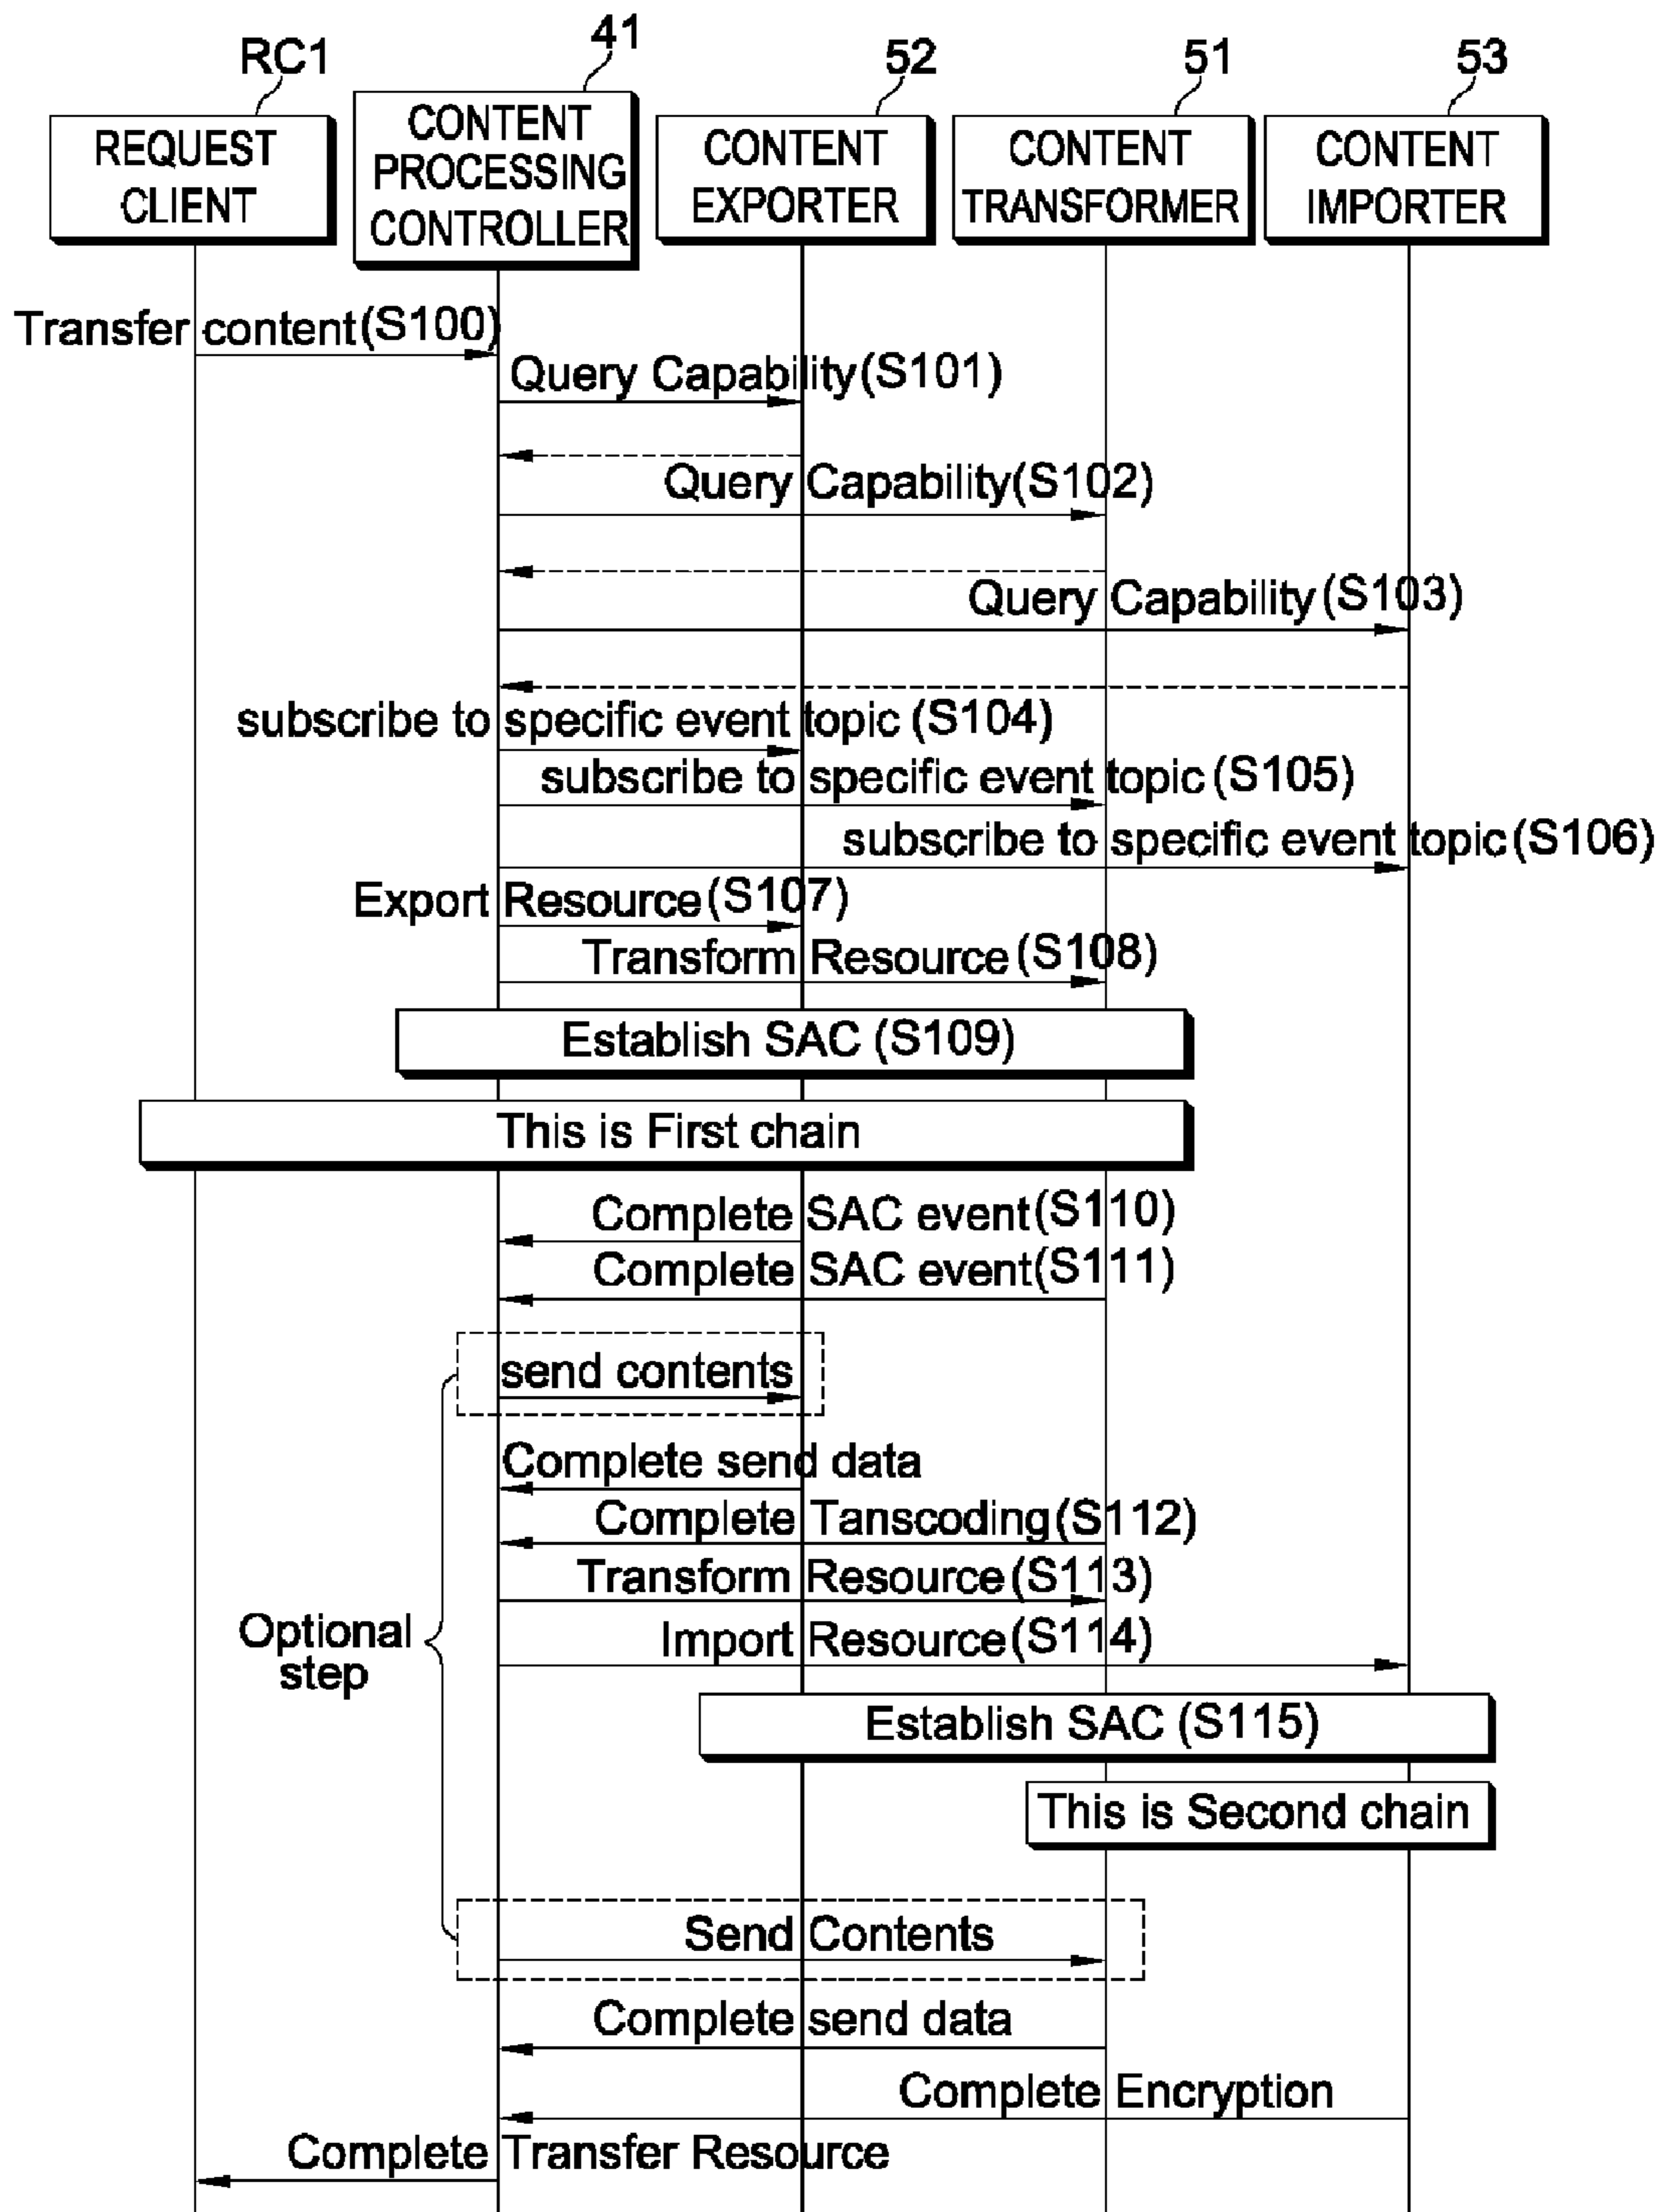 RC1
41
52
51
53
REQUEST
CLIENT
CONTENT
PROCESSING
CONTROLLER
CONTENT
EXPORTER
CONTENT
TRANSFORMER
CONTENT
IMPORTER
Transfer content(S100)
Query Capability(S101)
Query Capability(S102)
Query Capability(S103)
subscribe to specific event topic (S104)
subscribe to specific event topic(S105)
subscribe to specific event topic(S106)
Export Resource(S107)
Transform Resource(S108)
Establish SAC (S109)
This is First chain
Complete SAC event(S110)
Complete SAC event(S111)
send contents
Complete send data
Complete Tanscoding(S112)
Transform Resource(S113)
Optional
step
Import Resource(S114)
Establish SAC (S115)
This is Second chain
Send Contents
Complete send data
Complete Encryption
Complete Transfer Resource